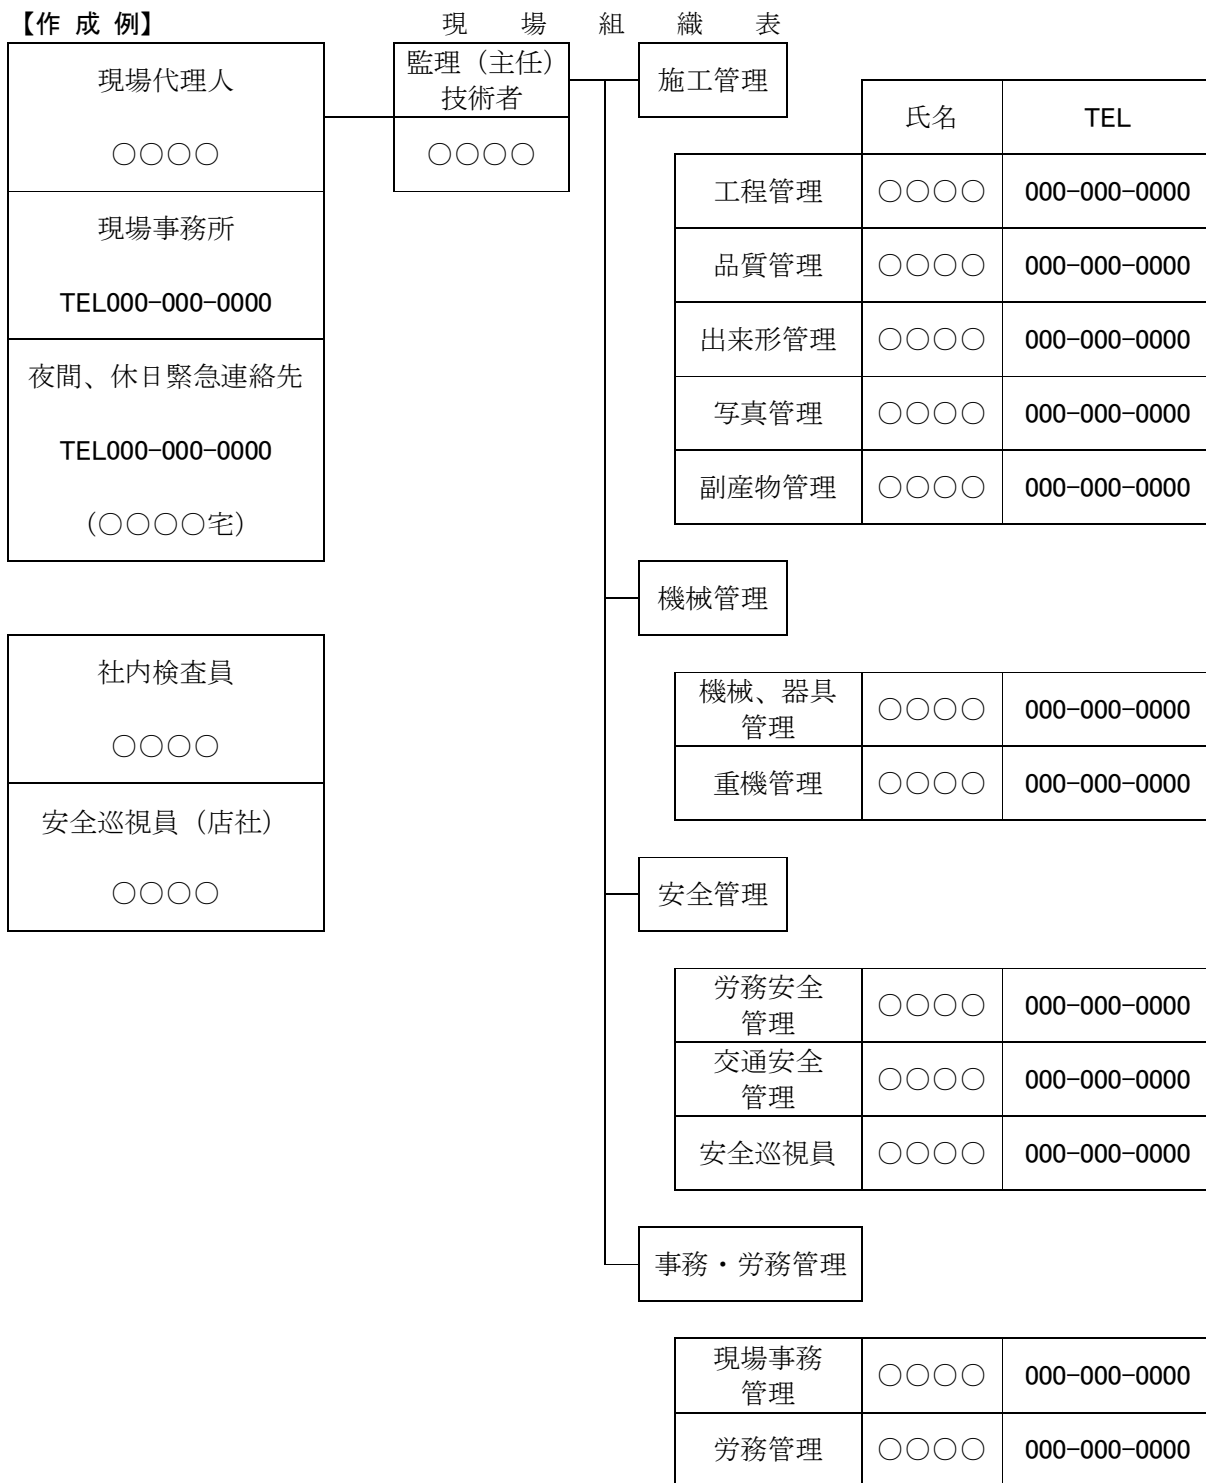 【作 成 例】
現 場 組 織 表
現場代理人
○○○○
現場事務所
TEL000-000-0000
夜間、休日緊急連絡先
TEL000-000-0000
（○○○○宅）
社内検査員
○○○○
安全巡視員（店社）
○○○○
監理（主任）
技術者
○○○○
施工管理
氏名 TEL
工程管理 ○○○○ 000-000-0000
品質管理 ○○○○ 000-000-0000
出来形管理 ○○○○ 000-000-0000
写真管理 ○○○○ 000-000-0000
副産物管理 ○○○○ 000-000-0000
機械管理
機械、器具
管理 ○○○○ 000-000-0000
重機管理 ○○○○ 000-000-0000
安全管理
労務安全
管理 ○○○○ 000-000-0000
交通安全
管理 ○○○○ 000-000-0000
安全巡視員 ○○○○ 000-000-0000
事務・労務管理
現場事務
管理 ○○○○ 000-000-0000
労務管理 ○○○○ 000-000-0000